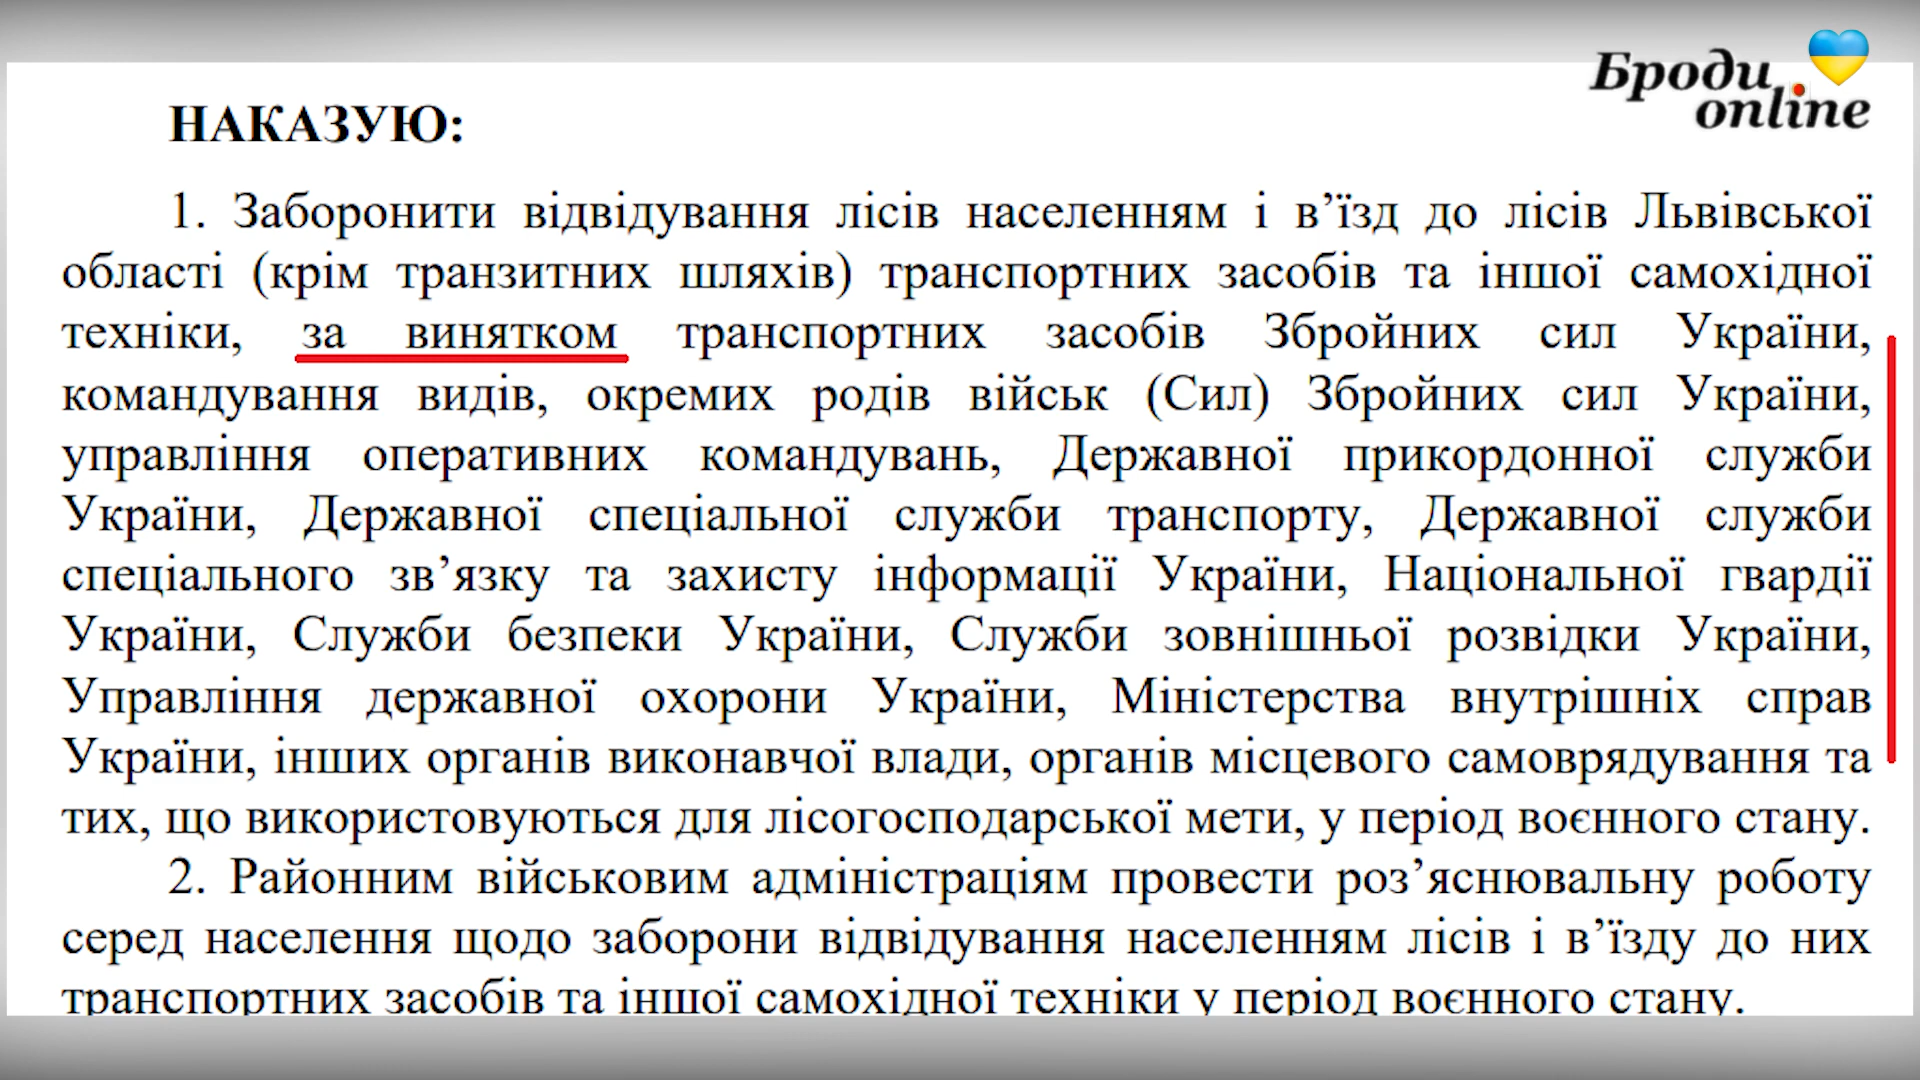 Броди
online
НАКАЗУЮ:
1. Заборонити відвідування лісів населенням і в’їзд до лісів Львівської
області (крім транзитних шляхів) транспортних засобів та іншої самохідної
техніки, за винятком транспортних засобів Збройних сил України,
командування видів, окремих родів військ (Сил) Збройних сил України,
управління оперативних командувань, Державної прикордонної служби
України, Державної спеціальної служби транспорту, Державної служби
спеціального зв’язку та захисту інформації України, Національної гвардії
України, Служби безпеки України, Служби зовнішньої розвідки України,
Управління державної охорони України, Міністерства внутрішніх справ
України, інших органів виконавчої влади, органів місцевого самоврядування та
тих, що використовуються для лісогосподарської мети, у період воєнного стану.
2. Районним військовим адміністраціям провести роз’яснювальну роботу
серед населення щодо заборони відвідування населенням лісів і в’їзду до них
транспортних засобів та іншої самохідної техніки у період воєнного стану.